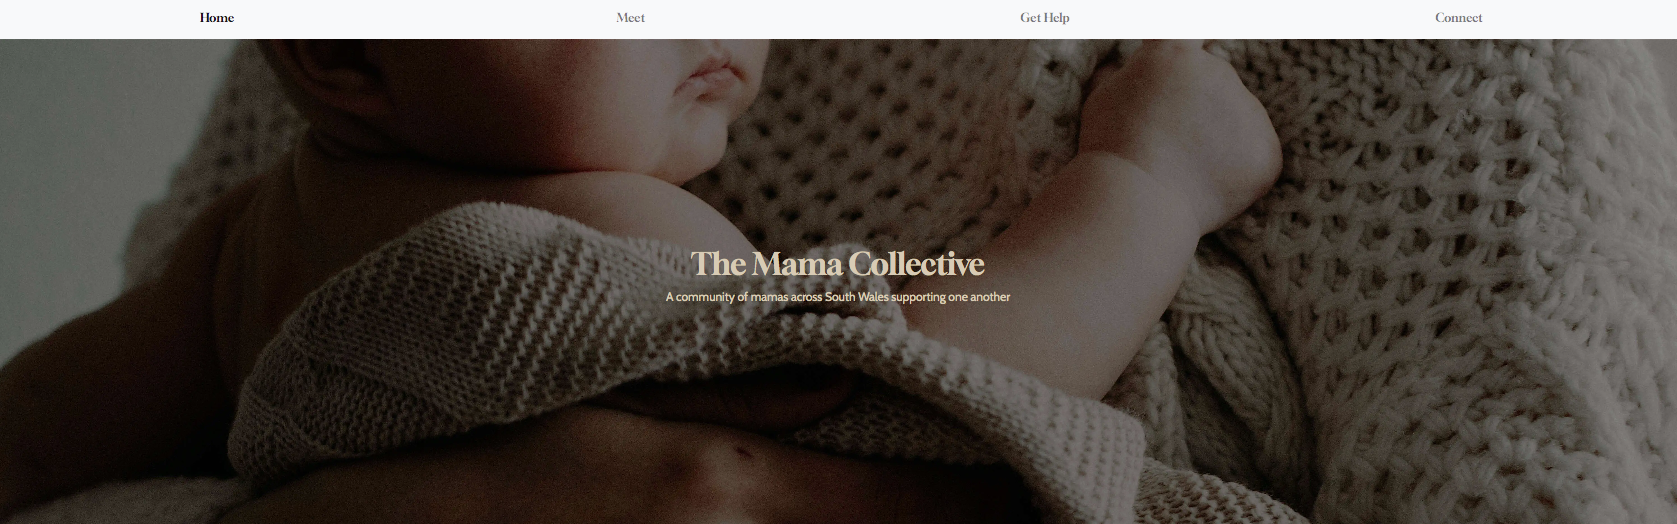 Home Meet Get Help Connect
The Mama Collective
A community of mamas across South Wales supporting one another